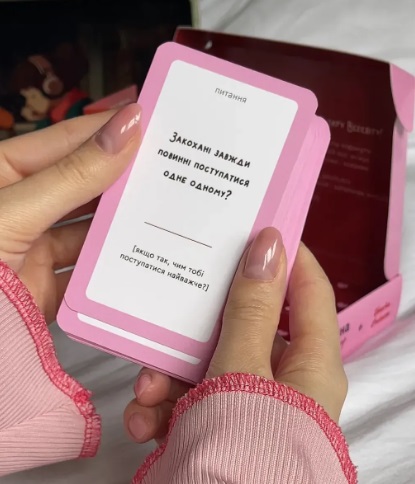 питання
Закохані завжди
повинні поступатися
одне одному?
[якщо так, чим тобі
поступатися найважче?]